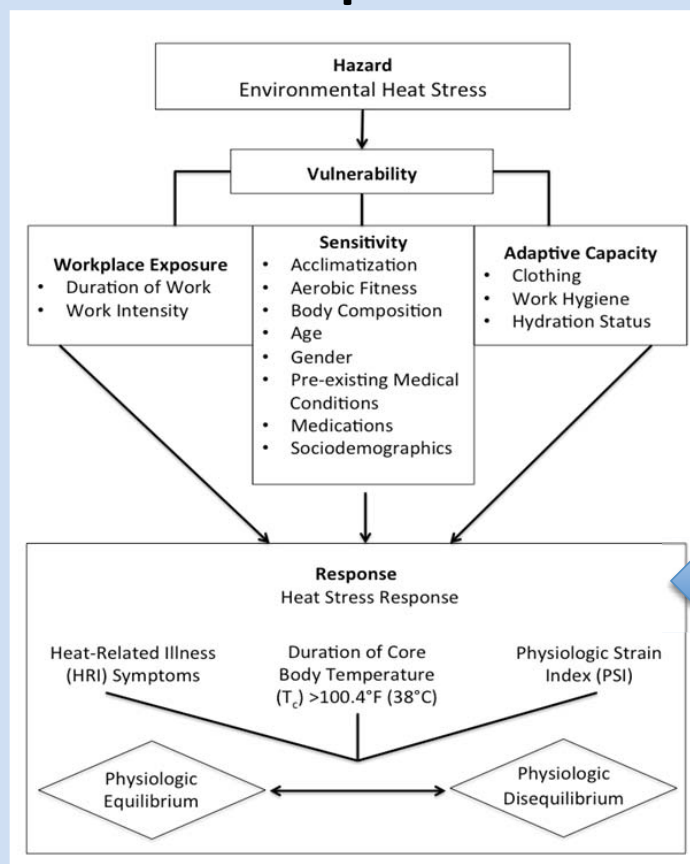 Hazard
Environmental Heat Stress
Vulnerability
Workplace Exposure
• Duration of Work
• Work Intensity
Sensitivity
• Acclimatization
• Aerobic Fitness
• Body Composition
• Age
• Gender
• Pre-existing Medical
Conditions
• Medications
• Sociodemographics
Adaptive Capacity
• Clothing
• Work Hygiene
• Hydration Status
Response
Heat Stress Response
Heat-Related Illness
(HRI) Symptoms
Duration of Core
Body Temperature
(Tc) >100.4°F (38°C)
Physiologic Strain
Index (PSI)
Physiologic
Equilibrium
Physiologic
Disequilibrium